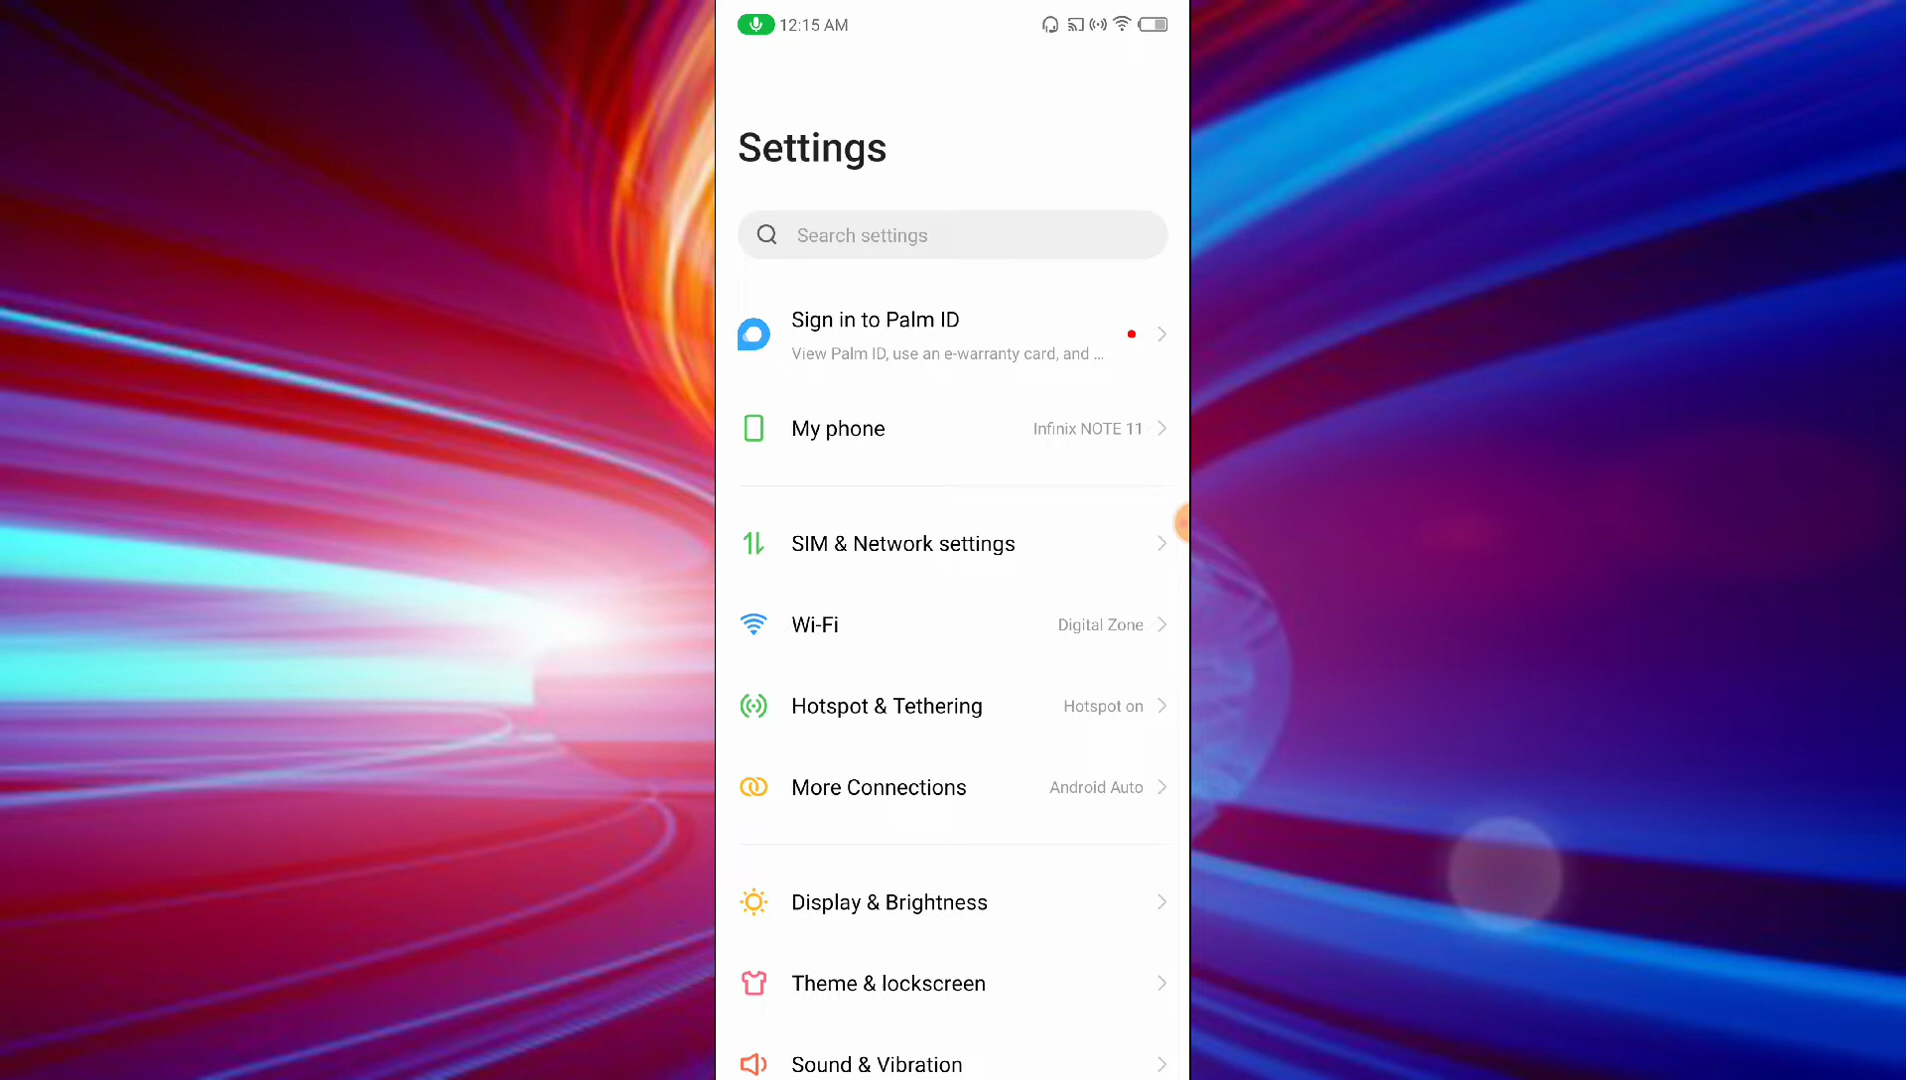 12:15 AM
Settings
Search settings
Sign in to Palm ID
View Palm ID, use an e-warranty card, and ...
My phone
Infinix NOTE 11
SIM & Network settings
Wi-Fi
Digital Zone
Hotspot & Tethering
Hotspot on
More Connections
Android Auto
Display & Brightness
Theme & lockscreen
Sound & Vibration